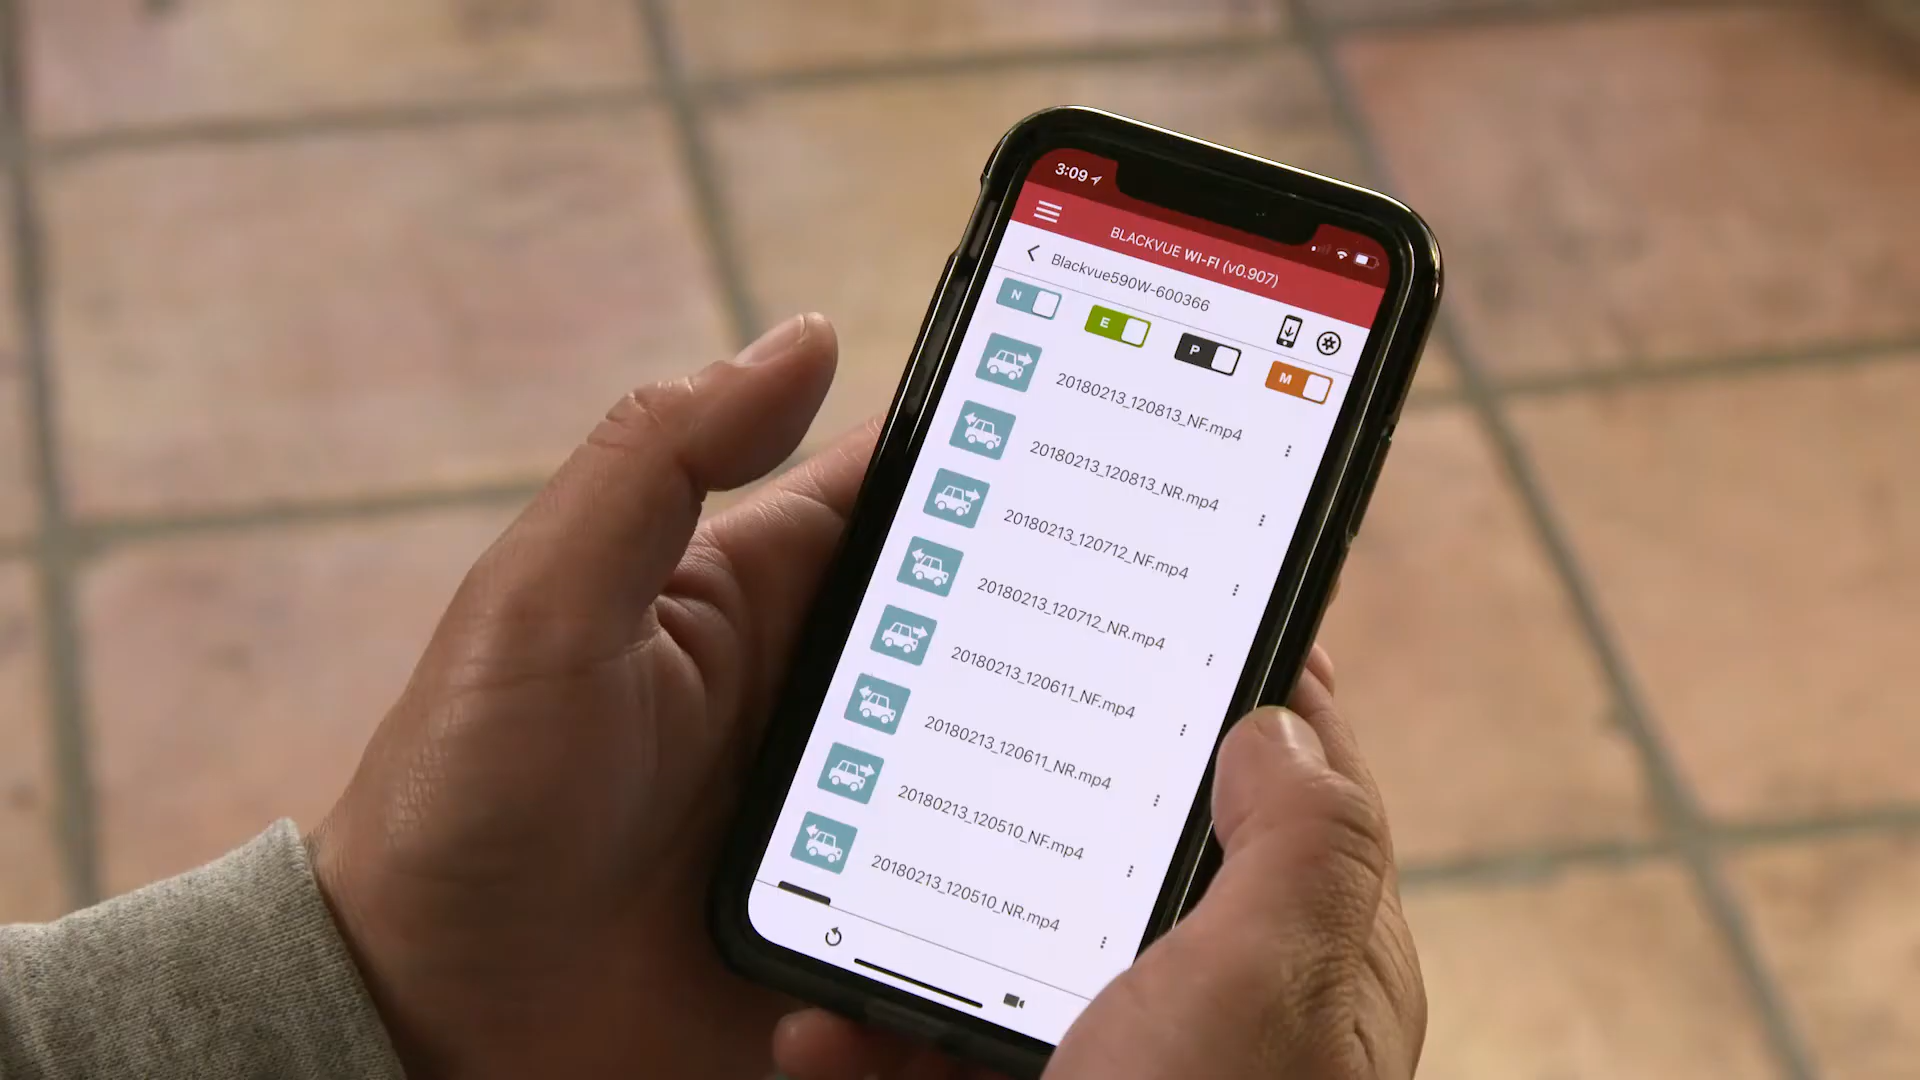 3:09
BLACKVUE WI-FI (v0.907)
Blackvue590W-600366
N E P M
20180213_120813_NF.mp4
20180213_120813_NR.mp4
20180213_120712_NF.mp4
20180213_120712_NR.mp4
20180213_120611_NF.mp4
20180213_120611_NR.mp4
20180213_120510_NF.mp4
20180213_120510_NR.mp4